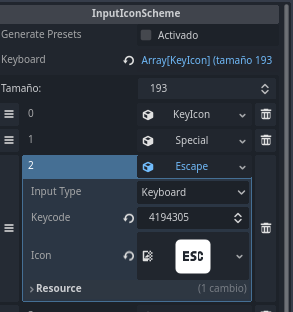 InputIconScheme
Generate Presets Activado
Keyboard Array[KeyIcon] (tamaño 193
Tamaño: 193
0 KeyIcon
1 Special
2 Escape
Input Type Keyboard
Keycode 4194305
Icon ESC
Resource (1 cambio)